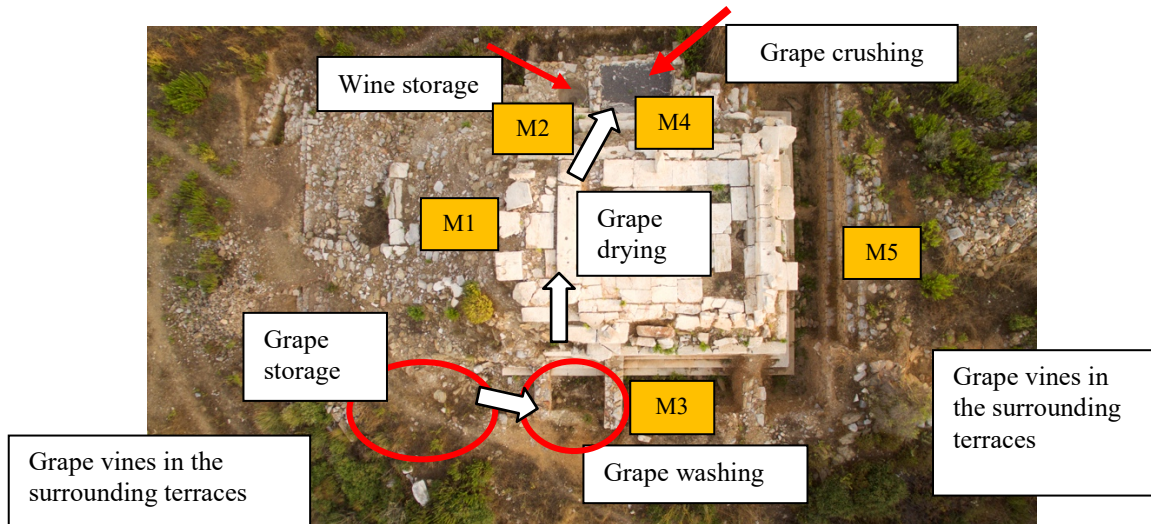 Grape crushing
Wine storage
M2
M4
M1
Grape
drying
M5
Grape
storage
M3
Grape vines in
the surrounding
terraces
Grape vines in the
surrounding terraces
Grape washing